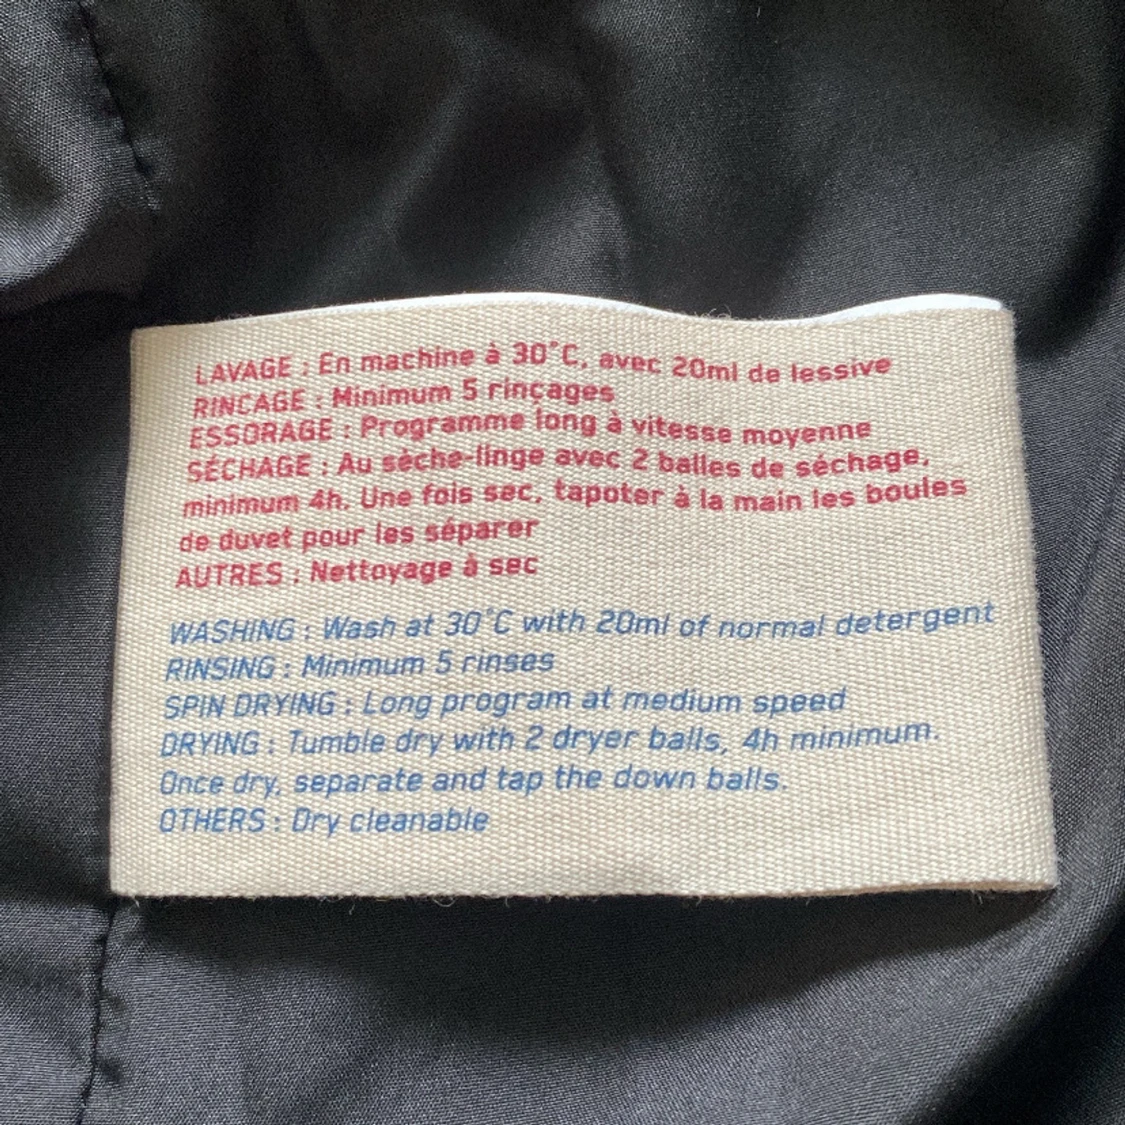 LAVAGE : En machine à 30°C, avec 20ml de lessive
RINCAGE : Minimum 5 rinçages
ESSORAGE : Programme long à vitesse moyenne
SÉCHAGE : Au sèche-linge avec 2 balles de séchage,
minimum 4h. Une fois sec, tapoter à la main les boules
de duvet pour les séparer
AUTRES : Nettoyage à sec
WASHING : Wash at 30°C with 20ml of normal detergent
RINSING : Minimum 5 rinses
SPIN DRYING : Long program at medium speed
DRYING : Tumble dry with 2 dryer balls, 4h minimum.
Once dry, separate and tap the down balls.
OTHERS : Dry cleanable